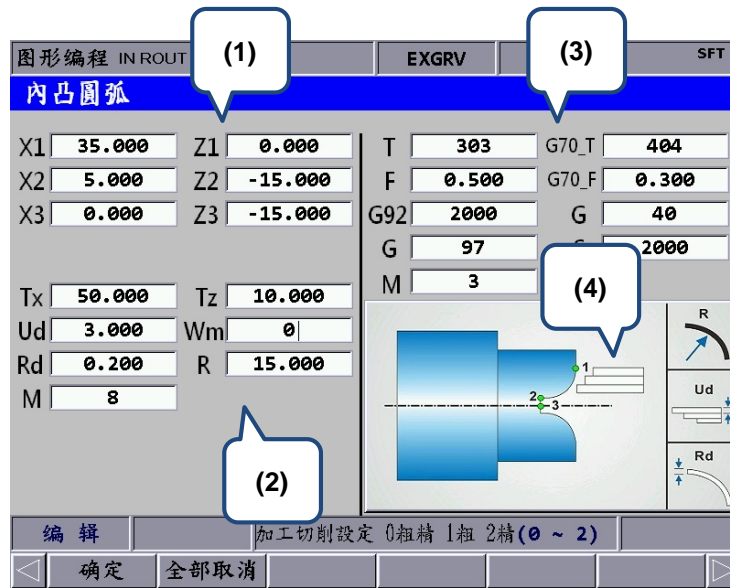 图形编程 IN ROUT (1) EXGRV (3) SFT
内凸圓弧
X1 35.000 Z1 0.000 T 303 G70_T 404
X2 5.000 Z2 -15.000 F 0.500 G70_F 0.300
X3 0.000 Z3 -15.000 G92 2000 G 40
G 97 2000
M 3 (4)
Tx 50.000 Tz 10.000
Ud 3.000 Wm 0
Rd 0.200 R 15.000
M 8
R
1
Ud
2
3
Rd
(2)
编 辑 加工切削設定 0粗精 1粗 2精(0 ~ 2)
确定 全部取消